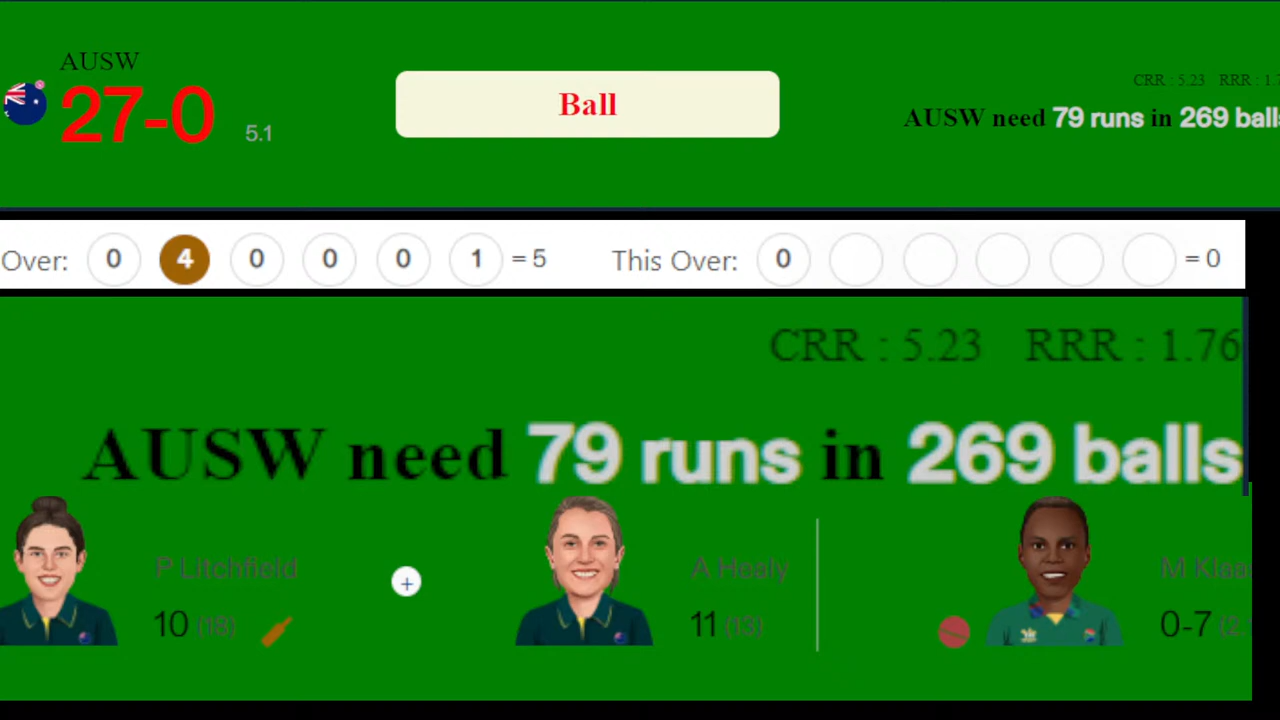 AUSW
27-0
5.1
Ball
CRR : 5.23 RRR : 1.7
AUSW need 79 runs in 269 balls
Over: 0 4 0 0 0 1 = 5 This Over: 0 = 0
CRR : 5.23 RRR : 1.76
AUSW need 79 runs in 269 balls
P Litchfield
10 (18)
A Healy
11 (13)
M Klaa
0-7 (2.